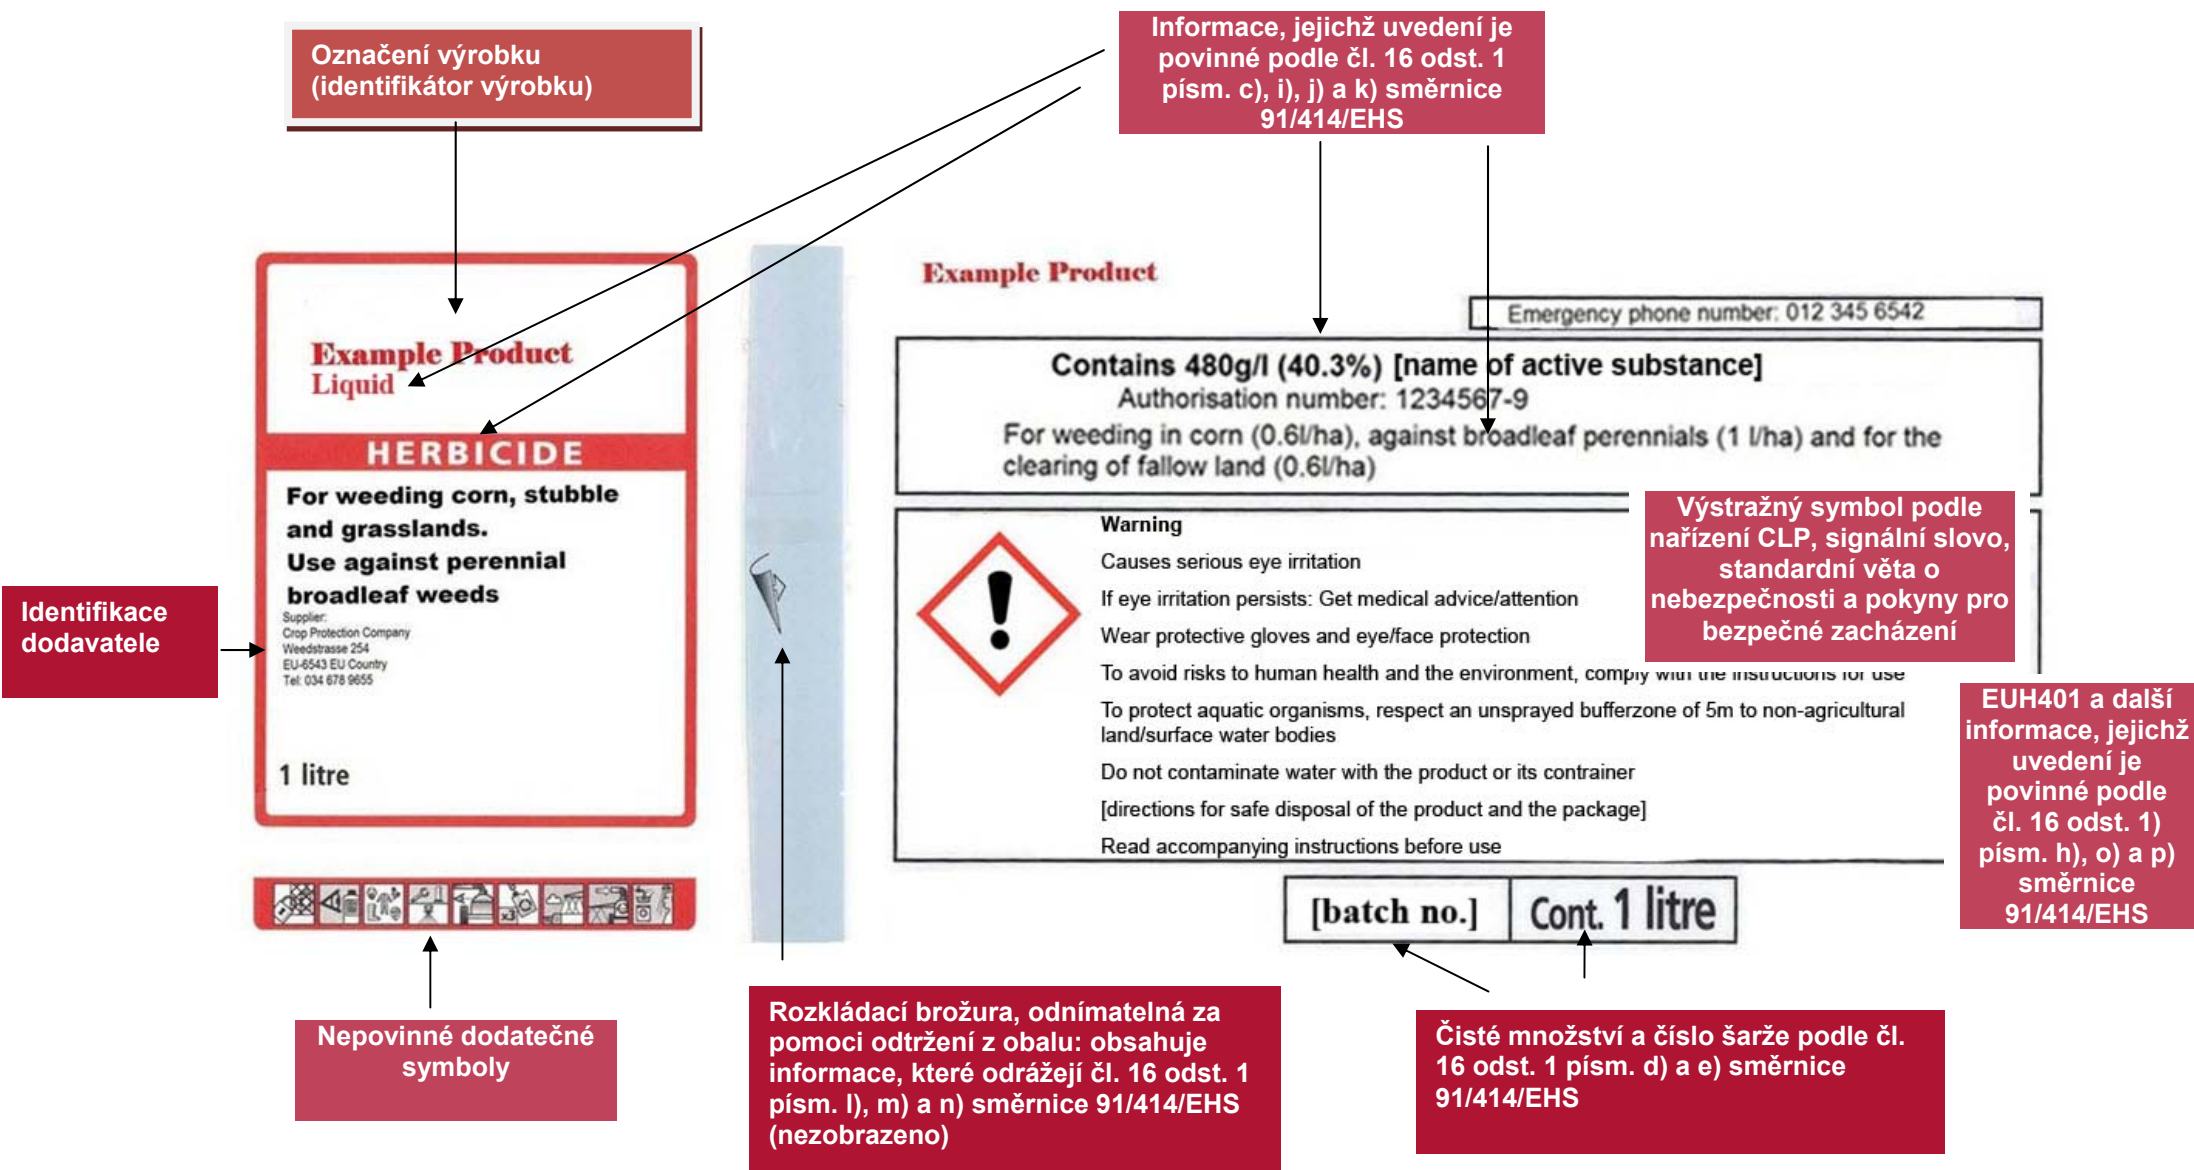 Označení výrobku
(identifikátor výrobku)
Informace, jejichž uvedení je
povinné podle čl. 16 odst. 1
písm. c), i), j) a k) směrnice
91/414/EHS
Example Product
Liquid
HERBICIDE
For weeding corn, stubble
and grasslands.
Use against perennial
broadleaf weeds
Supplier:
Crop Protection Company
Weedstrasse 254
EU-6543 EU Country
Tel: 034 678 9655
1 litre
Identifikace
dodavatele
x3
Nepovinné dodatečné
symboly
Example Product
Emergency phone number: 012 345 6542
Contains 480g/l (40.3%) [name of active substance]
Authorisation number: 1234567-9
For weeding in corn (0.6l/ha), against broadleaf perennials (1 l/ha) and for the
clearing of fallow land (0.6l/ha)
Warning
Causes serious eye irritation
If eye irritation persists: Get medical advice/attention
Wear protective gloves and eye/face protection
To avoid risks to human health and the environment, comply with the instructions for use
To protect aquatic organisms, respect an unsprayed bufferzone of 5m to non-agricultural
land/surface water bodies
Do not contaminate water with the product or its contrainer
[directions for safe disposal of the product and the package]
Read accompanying instructions before use
Výstražný symbol podle
nařízení CLP, signální slovo,
standardní věta o
nebezpečnosti a pokyny pro
bezpečné zacházení
EUH401 a další
informace, jejichž
uvedení je
povinné podle
čl. 16 odst. 1)
písm. h), o) a p)
směrnice
91/414/EHS
[batch no.]
Cont. 1 litre
Rozkládací brožura, odnímatelná za
pomoci odtržení z obalu: obsahuje
informace, které odrážejí čl. 16 odst. 1
písm. l), m) a n) směrnice 91/414/EHS
(nezobrazeno)
Čisté množství a číslo šarže podle čl.
16 odst. 1 písm. d) a e) směrnice
91/414/EHS